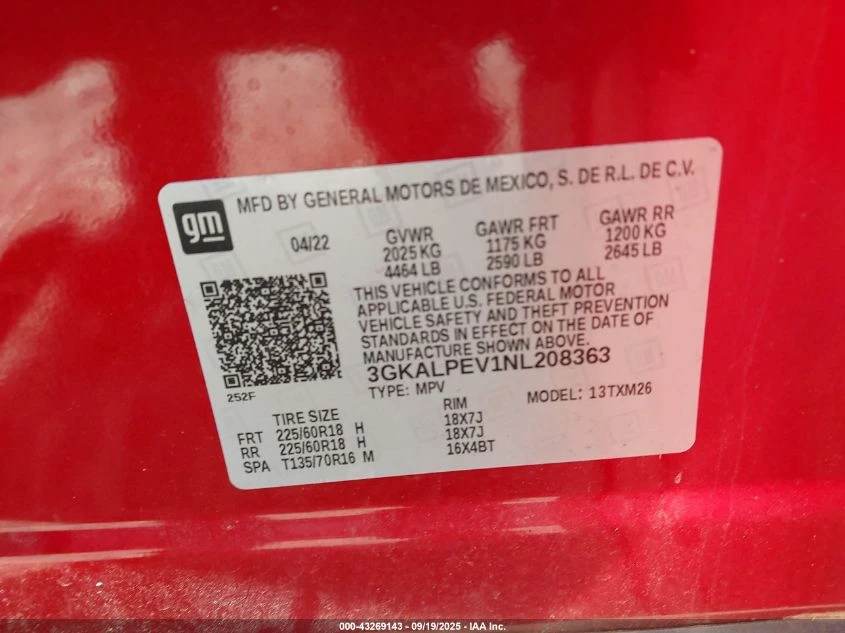 gm
MFD BY GENERAL MOTORS DE MEXICO, S. DE R.L. DE C.V.
04/22 GVWR GAWR FRT GAWR RR
2025 KG 1175 KG 1200 KG
4464 LB 2590 LB 2645 LB
THIS VEHICLE CONFORMS TO ALL
APPLICABLE U.S. FEDERAL MOTOR
VEHICLE SAFETY AND THEFT PREVENTION
STANDARDS IN EFFECT ON THE DATE OF
MANUFACTURE SHOWN ABOVE.
3GKALPEV1NL208363
252F
TYPE: MPV MODEL: 13TXM26
TIRE SIZE RIM
FRT 225/60R18 H 18X7J
RR 225/60R18 H 18X7J
SPA T135/70R16 M 16X4BT
000-43269143 - 09/19/2025 - IAA Inc.